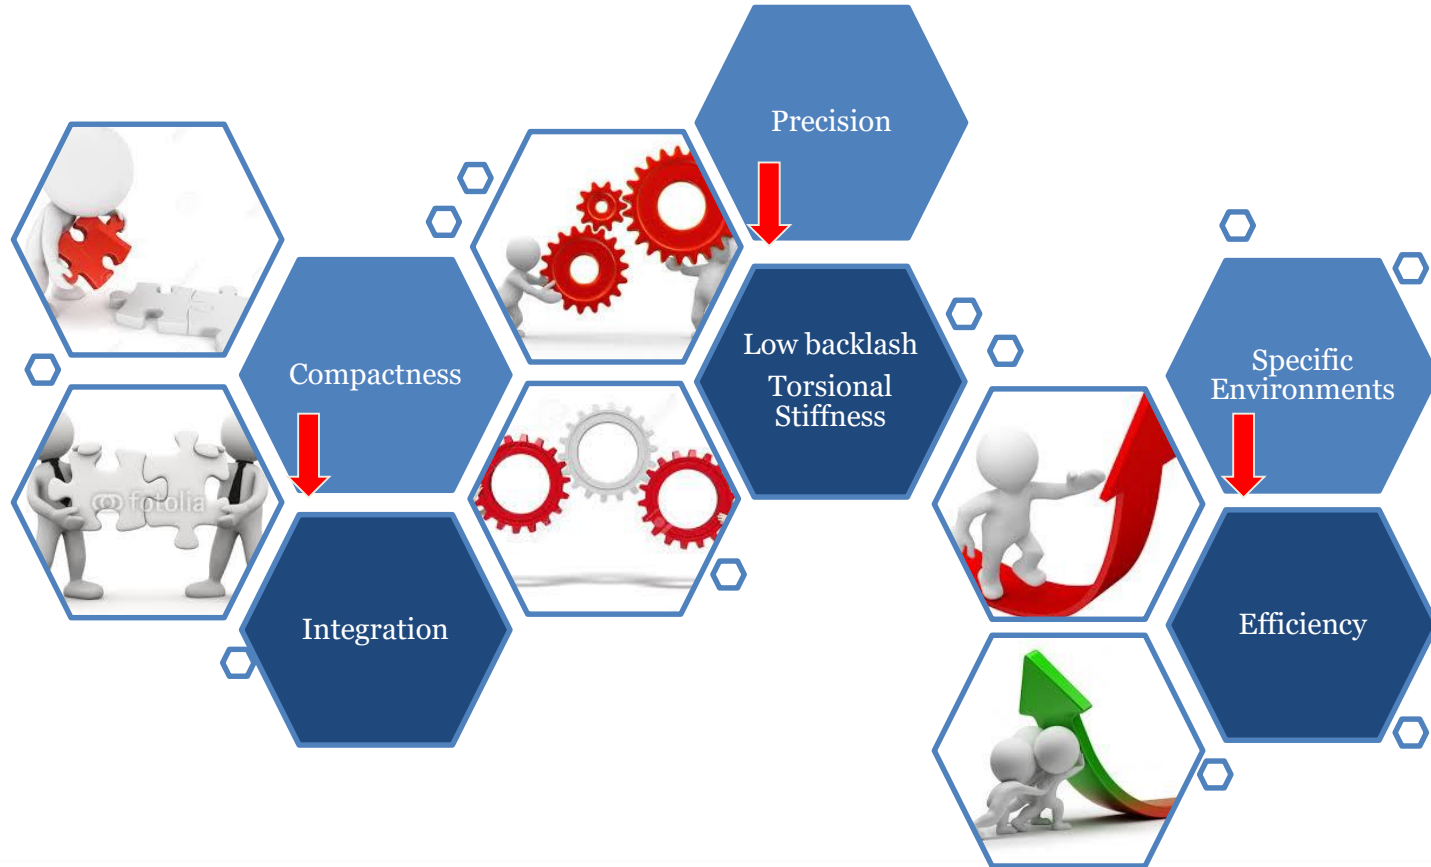 Precision
Low backlash
Torsional
Stiffness
Compactness
Specific
Environments
fotolia
Integration
Efficiency